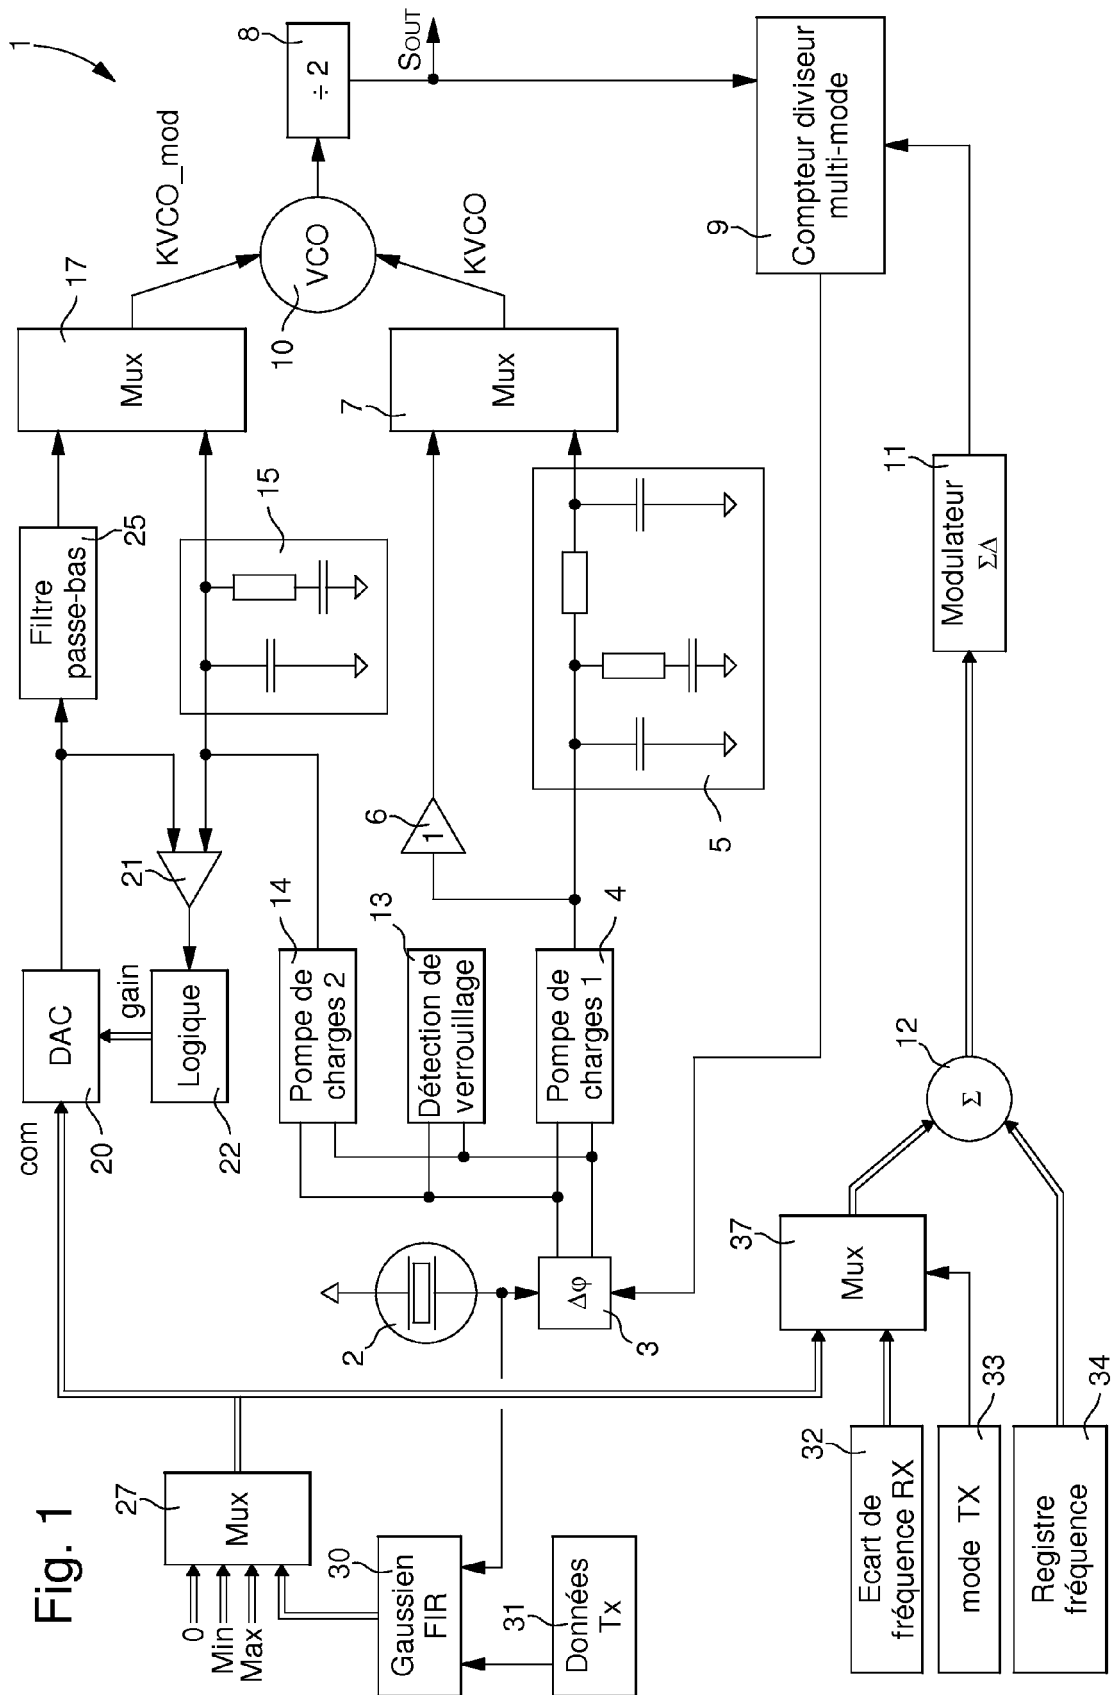 Fig. 1
1
0
Min
Max
Mux
27
Gaussien
FIR
30
Données
Tx
31
com
DAC
20
gain
Logique
22
21
Filtre
passe-bas
25
Mux
17
KVCO_mod
15
Pompe de
charges 2
14
Détection de
verrouillage
13
Pompe de
charges 1
4
1
6
5
Mux
7
KVCO
VCO
10
÷ 2
8
SOUT
2
Δφ
3
Compteur diviseur
multi-mode
9
Modulateur
ΣΔ
11
Σ
12
Mux
37
Ecart de
fréquence RX
32
mode TX
33
Registre
fréquence
34